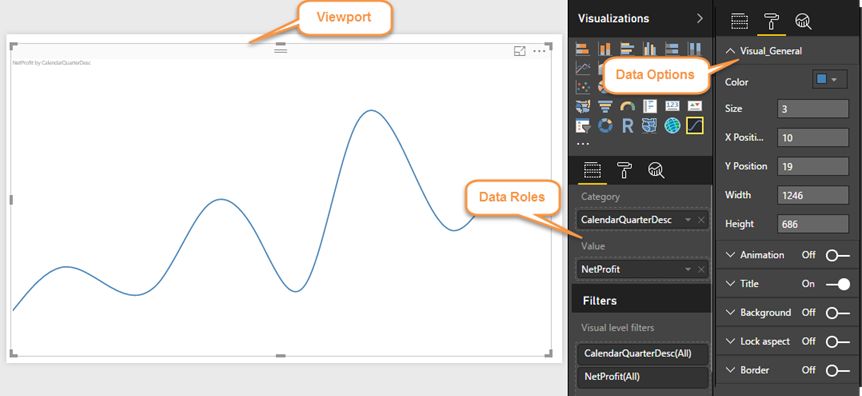 Viewport
NetProfit by CalendarQuarterDesc
Visualizations
R
123
Data Roles
Category
CalendarQuarterDesc
Value
NetProfit
Filters
Visual level filters
CalendarQuarterDesc(All)
NetProfit(All)
Data Options
Visual_General
Color
Size 3
X Positi... 10
Y Position 19
Width 1246
Height 686
Animation Off
Title On
Background Off
Lock aspect Off
Border Off